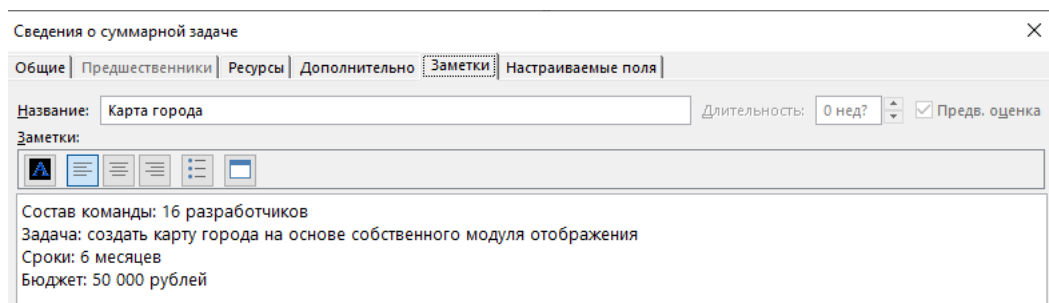 Сведения о суммарной задаче
Общие Предшественники Ресурсы Дополнительно Заметки Настраиваемые поля
Название: Карта города Длительность: 0 нед? Предв. оценка
Заметки:
A
Состав команды: 16 разработчиков
Задача: создать карту города на основе собственного модуля отображения
Сроки: 6 месяцев
Бюджет: 50 000 рублей